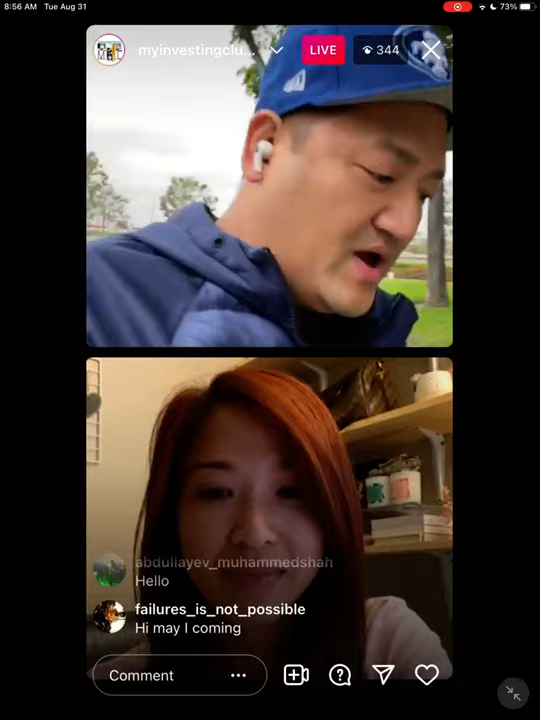 8:56 AM Tue Aug 31
73%
myinvestingclu...
LIVE
344
abdullayev_muhammedshah
Hello
failures_is_not_possible
Hi may I coming
Comment